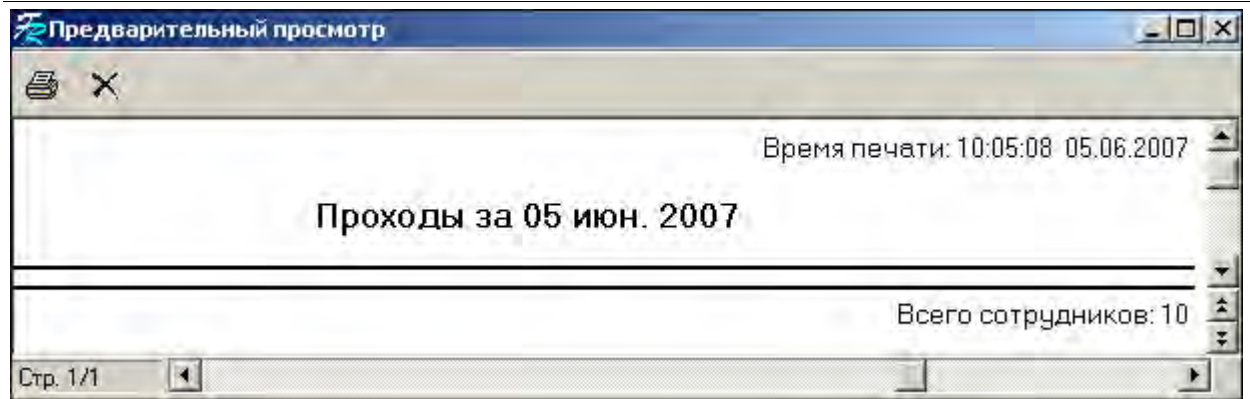 Предварительный просмотр
Время печати: 10:05:08 05.06.2007
Проходы за 05 июн. 2007
Всего сотрудников: 10
Стр. 1/1